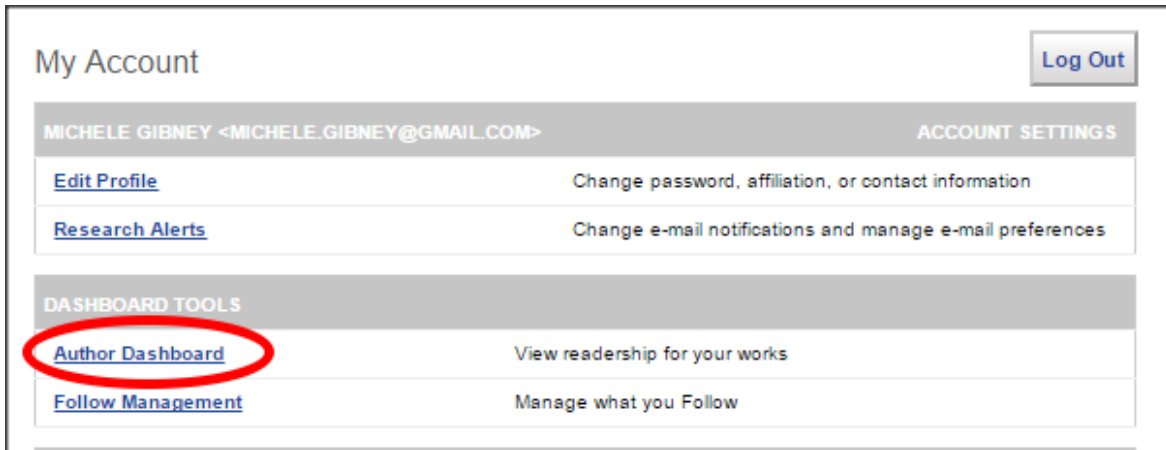 My Account
Log Out
MICHELE GIBNEY <MICHELE.GIBNEY@GMAIL.COM> ACCOUNT SETTINGS
Edit Profile Change password, affiliation, or contact information
Research Alerts Change e-mail notifications and manage e-mail preferences
DASHBOARD TOOLS
Author Dashboard View readership for your works
Follow Management Manage what you Follow